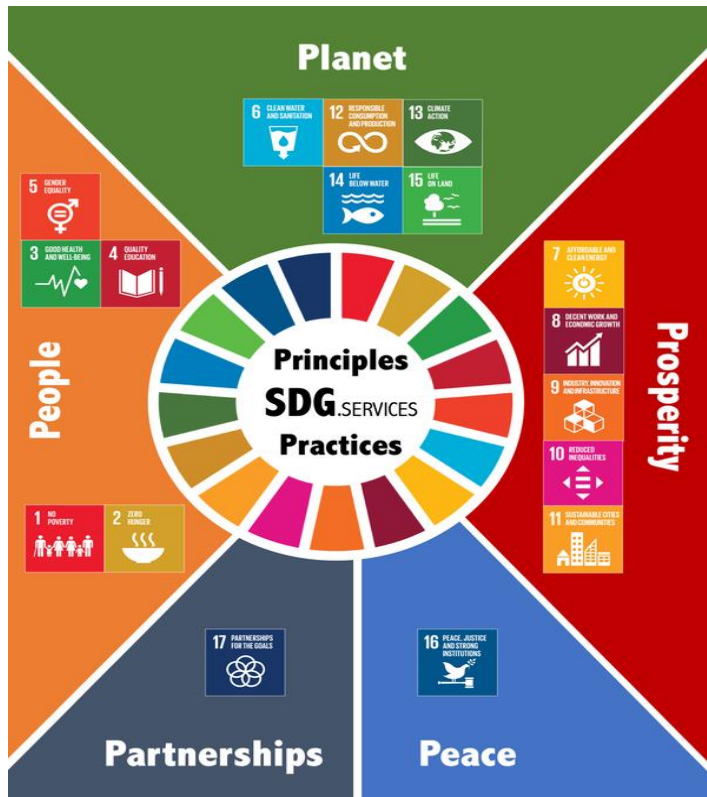 Planet
6 CLEAN WATER
AND SANITATION
12 RESPONSIBLE
CONSUMPTION
AND PRODUCTION
13 CLIMATE
ACTION
14 LIFE
BELOW WATER
15 LIFE
ON LAND
5 GENDER
EQUALITY
3 GOOD HEALTH
AND WELL-BEING
4 QUALITY
EDUCATION
People
1 NO
POVERTY
2 ZERO
HUNGER
Principles
SDG.SERVICES
Practices
7 AFFORDABLE AND
CLEAN ENERGY
8 DECENT WORK AND
ECONOMIC GROWTH
9 INDUSTRY, INNOVATION
AND INFRASTRUCTURE
10 REDUCED
INEQUALITIES
11 SUSTAINABLE CITIES
AND COMMUNITIES
Prosperity
17 PARTNERSHIPS
FOR THE GOALS
Partnerships
16 PEACE, JUSTICE
AND STRONG
INSTITUTIONS
Peace